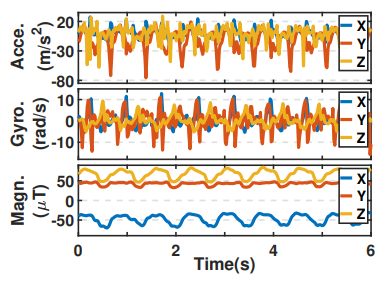 Acce.
(m/s²)
20
-30
-80
X
Y
Z
Gyro.
(rad/s)
10
0
-10
X
Y
Z
Magn.
(μT)
50
0
-50
X
Y
Z
0 2 4 6
Time(s)